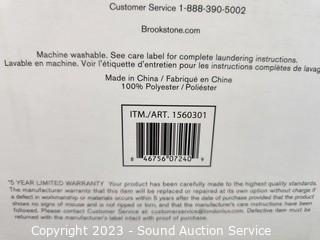 Customer Service 1-888-390-5002
Brookstone.com
Machine washable. See care label for complete laundering instructions.
Lavable en machine. Voir l'étiquette d'entretien pour les instructions complètes de lavag
Made in China / Fabriqué en Chine
100% Polyester / Poliéster
ITM./ART. 1560301
8 46756 07240 9
*5 YEAR LIMITED WARRANTY Your product has been carefully made to the highest quality standards.
The manufacturer warrants that this item will be replaced or repaired at its own option without charge if
a defect in workmanship or materials occurs within 5 years after the date of purchase provided that the product
shows no signs of misuse and is not ripped or torn, and that the manufacturer's care instructions have been
followed. Please Contact Customer Service at: customerservice@londonlux.com. Defective item must be
returned with the manufacturer's label intact with proof of purchase.
Copyright 2023 - Sound Auction Service